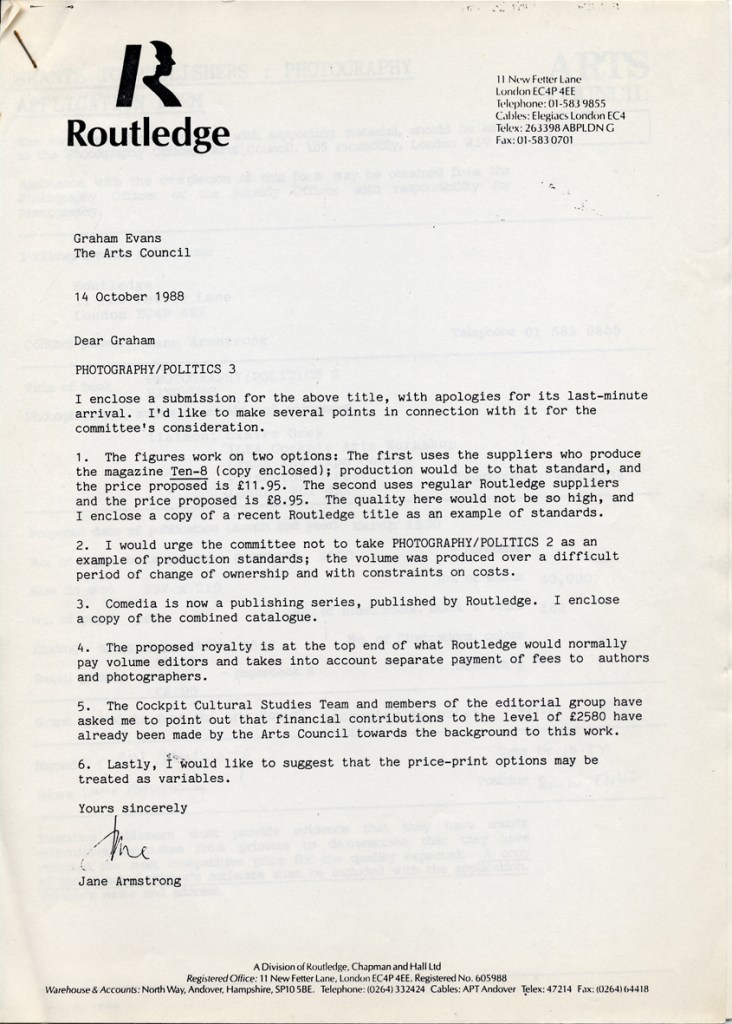 Routledge
11 New Fetter Lane
London EC4P 4EE
Telephone: 01-583 9855
Cables: Elegiacs London EC4
Telex: 263398 ABPLDN G
Fax: 01-583 0701
Graham Evans
The Arts Council
14 October 1988
Dear Graham
PHOTOGRAPHY/POLITICS 3
I enclose a submission for the above title, with apologies for its last-minute
arrival. I'd like to make several points in connection with it for the
committee's consideration.
1. The figures work on two options: The first uses the suppliers who produce
the magazine Ten-8 (copy enclosed); production would be to that standard, and
the price proposed is £11.95. The second uses regular Routledge suppliers
and the price proposed is £8.95. The quality here would not be so high, and
I enclose a copy of a recent Routledge title as an example of standards.
2. I would urge the committee not to take PHOTOGRAPHY/POLITICS 2 as an
example of production standards; the volume was produced over a difficult
period of change of ownership and with constraints on costs.
3. Comedia is now a publishing series, published by Routledge. I enclose
a copy of the combined catalogue.
4. The proposed royalty is at the top end of what Routledge would normally
pay volume editors and takes into account separate payment of fees to authors
and photographers.
5. The Cockpit Cultural Studies Team and members of the editorial group have
asked me to point out that financial contributions to the level of £2580 have
already been made by the Arts Council towards the background to this work.
6. Lastly, I would like to suggest that the price-print options may be
treated as variables.
Yours sincerely
Jane Armstrong
A Division of Routledge, Chapman and Hall Ltd
Registered Office: 11 New Fetter Lane, London EC4P 4EE. Registered No. 605988
Warehouse & Accounts: North Way, Andover, Hampshire, SP10 5BE. Telephone: (0264) 332424 Cables: APT Andover Telex: 47214 Fax: (0264) 64418